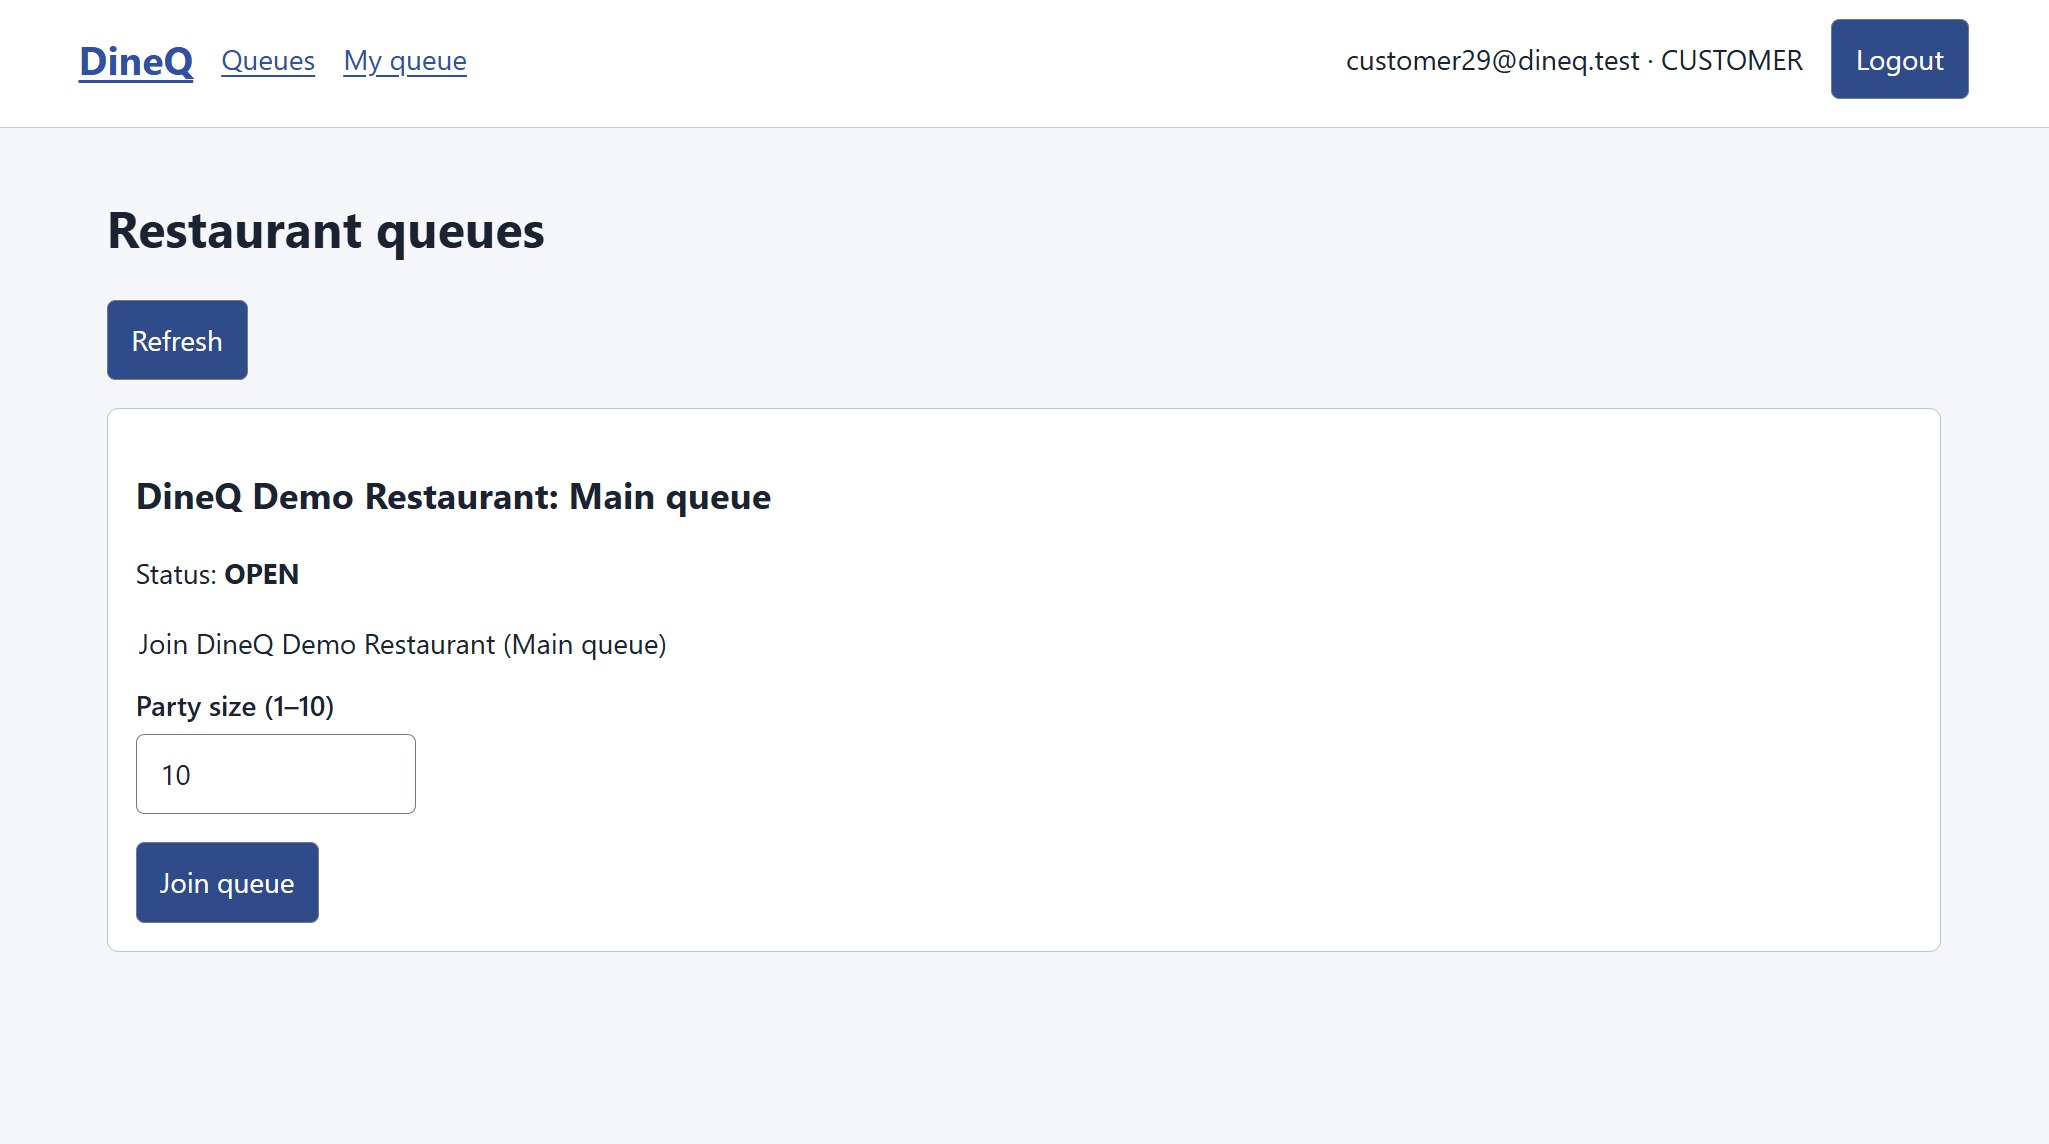 DineQ Queues My queue customer29@dineq.test · CUSTOMER Logout
Restaurant queues
Refresh
DineQ Demo Restaurant: Main queue
Status: OPEN
Join DineQ Demo Restaurant (Main queue)
Party size (1–10)
10
Join queue